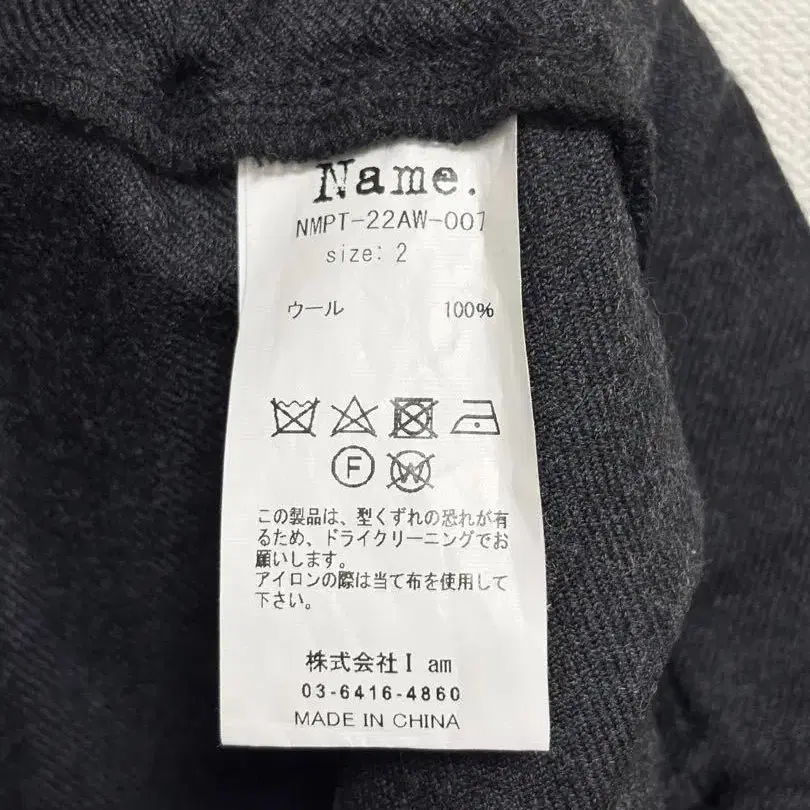 Name.
NMPT-22AW-007
size: 2
ウール 100%
F
W
この製品は、型くずれの恐れが有
るため、ドライクリーニングでお
願いします。
アイロンの際は当て布を使用して
下さい。
株式会社I am
03-6416-4860
MADE IN CHINA